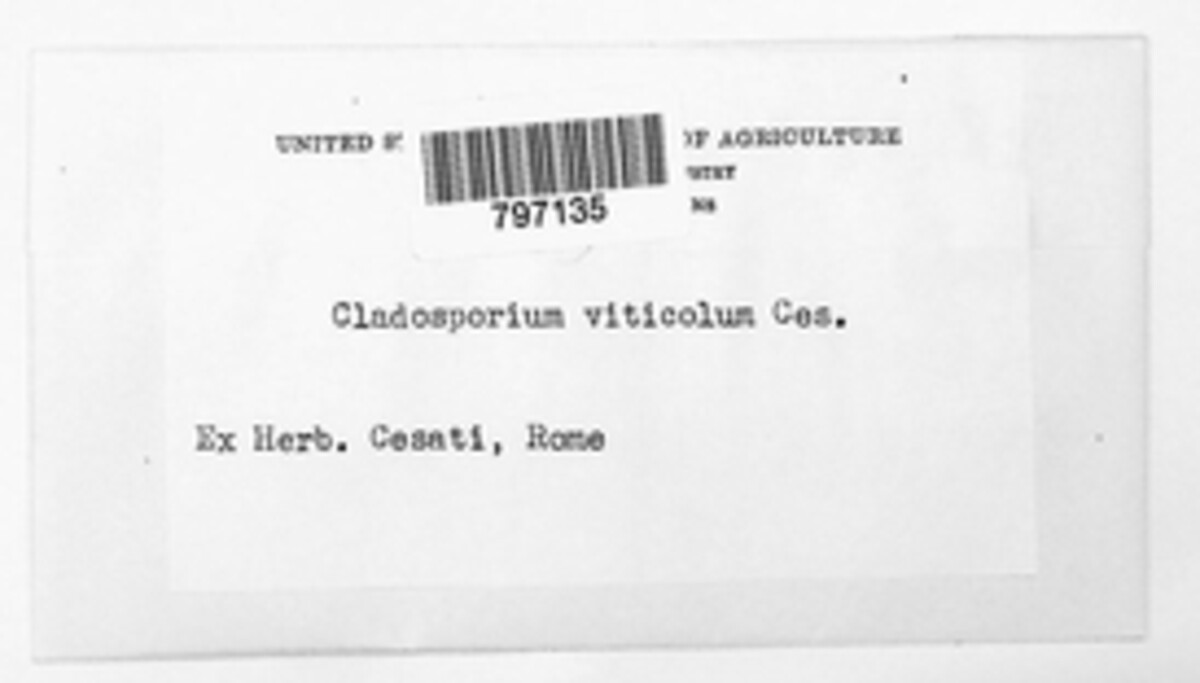 UNITED
OF AGRICULTURE
797135
Cladosporium viticolum Ces.
Ex Herb. Cesati, Rome